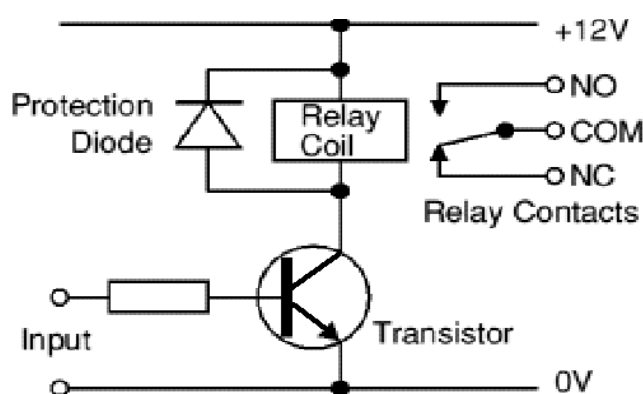 +12V
Protection
Diode
Relay
Coil
NO
COM
NC
Relay Contacts
Input
Transistor
0V